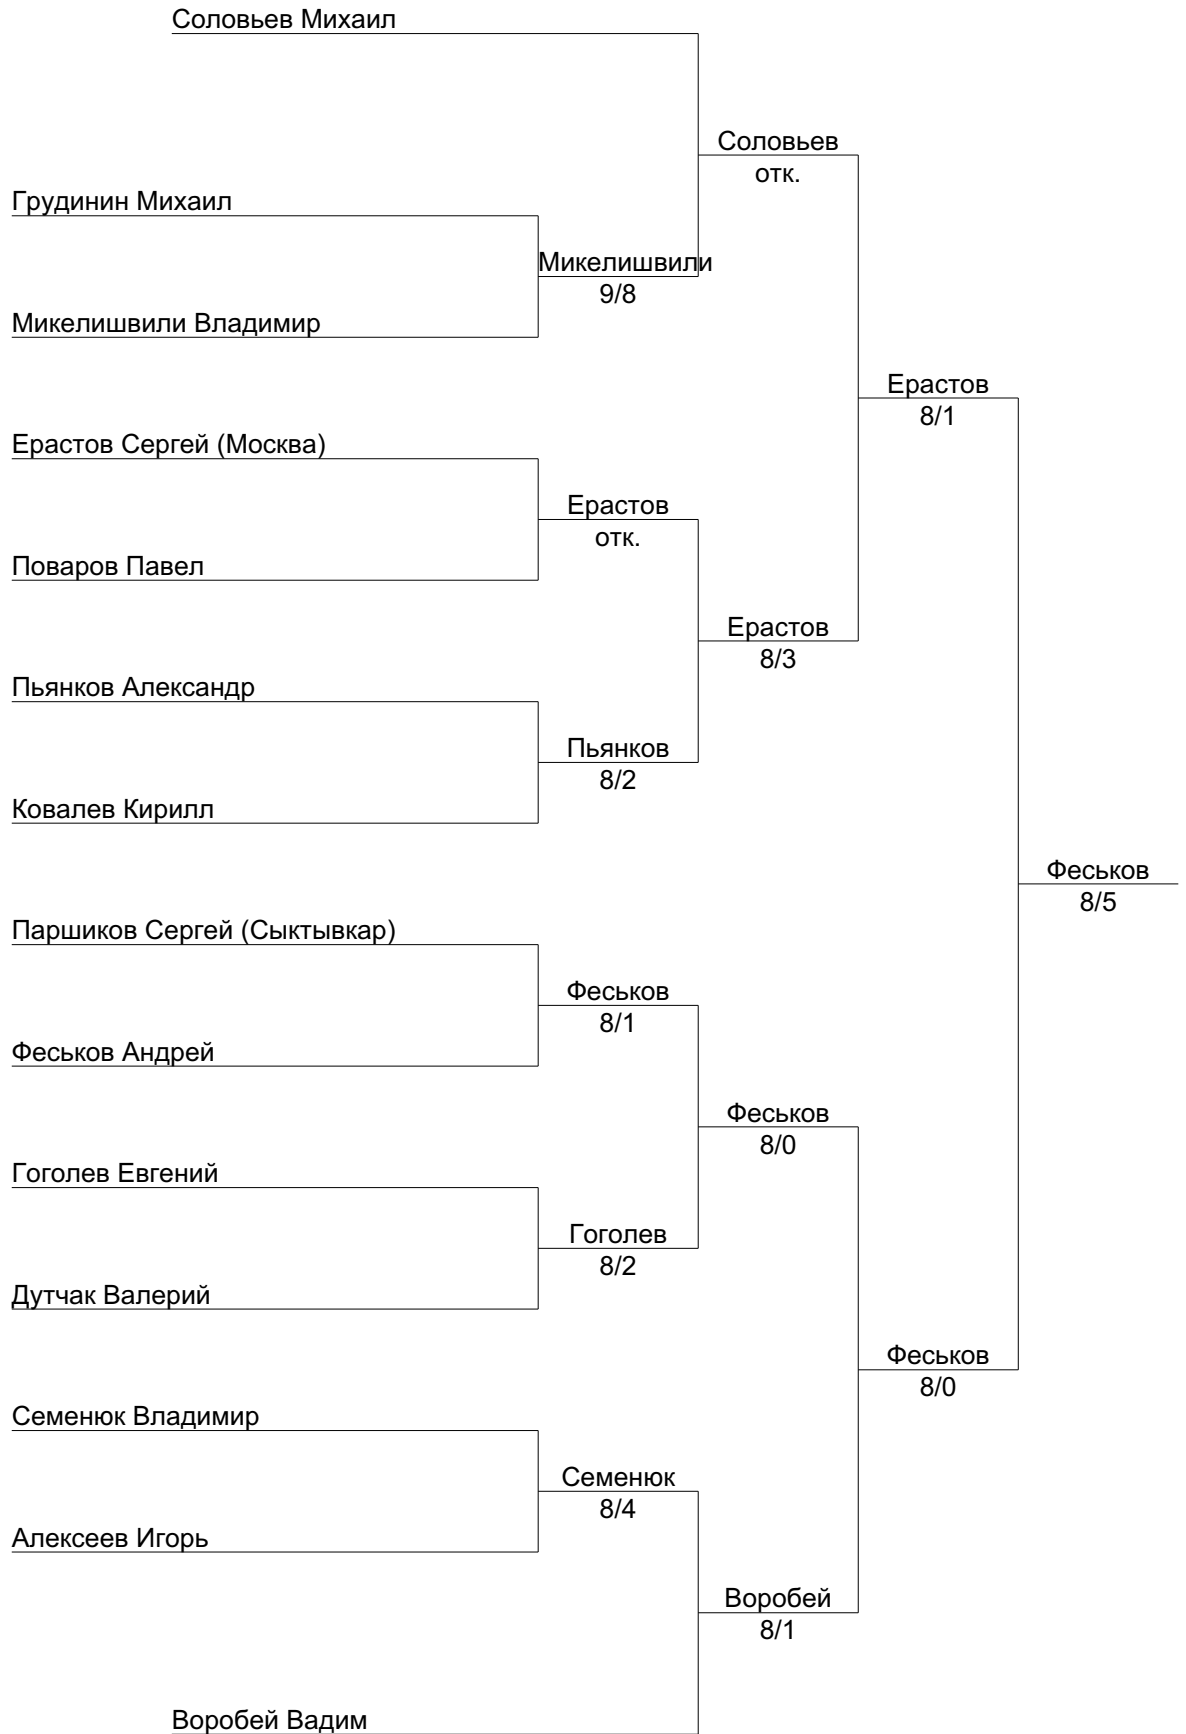 Соловьев Михаил
Соловьев
отк.
Грудинин Михаил
Микелишвили
9/8
Микелишвили Владимир
Ерастов
8/1
Ерастов Сергей (Москва)
Ерастов
отк.
Поваров Павел
Ерастов
8/3
Пьянков Александр
Пьянков
8/2
Ковалев Кирилл
Феськов
8/5
Паршиков Сергей (Сыктывкар)
Феськов
8/1
Феськов Андрей
Феськов
8/0
Гоголев Евгений
Гоголев
8/2
Дутчак Валерий
Феськов
8/0
Семенюк Владимир
Семенюк
8/4
Алексеев Игорь
Воробей
8/1
Воробей Вадим